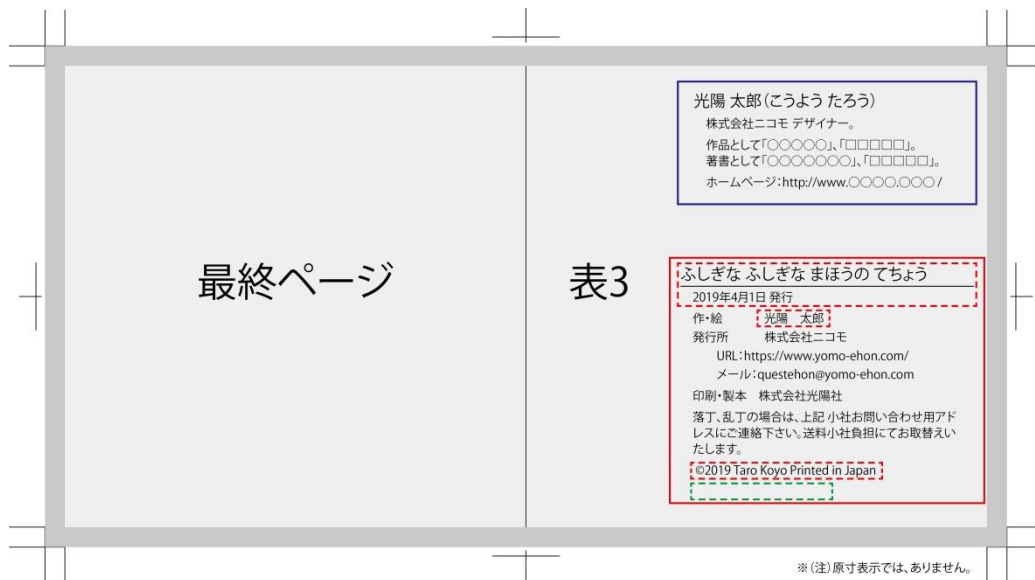 光陽 太郎（こうよう たろう）
株式会社ニコモ デザイナー。
作品として「○○○○○」、「□□□□□」。
著書として「○○○○○○○」、「□□□□□」。
ホームページ：http://www.○○○○.○○○/
最終ページ
表3
ふしぎな ふしぎな まほうの てちょう
2019年4月1日 発行
作・絵 光陽 太郎
発行所 株式会社ニコモ
URL：https://www.yomo-ehon.com/
メール：questehon@yomo-ehon.com
印刷・製本 株式会社光陽社
落丁、乱丁の場合は、上記 小社お問い合わせ用アド
レスにご連絡下さい。送料小社負担にてお取替えい
たします。
©2019 Taro Koyo Printed in Japan
※（注）原寸表示では、ありません。